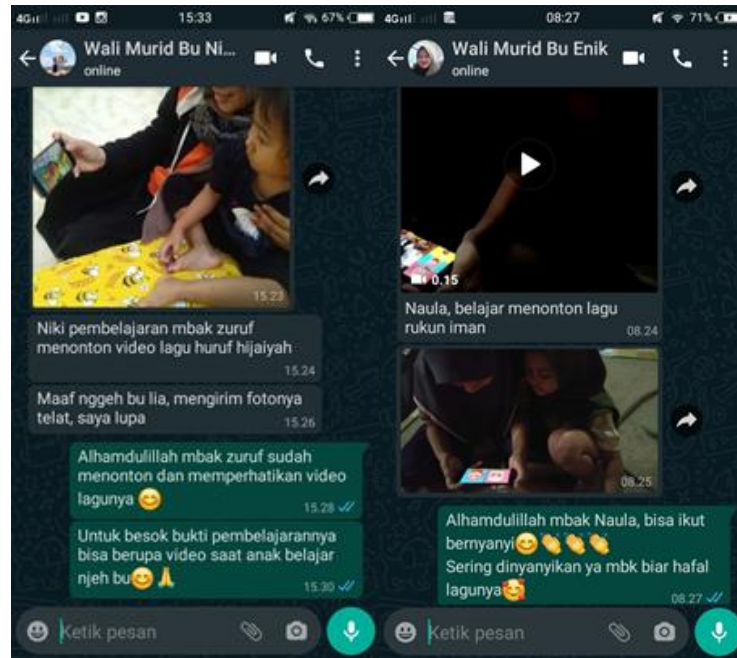 4G
15:33
67%
Wali Murid Bu Ni...
online
15.23
Niki pembelajaran mbak zuruf
menonton video lagu huruf hijaiyah
15.24
Maaf nggeh bu lia, mengirim fotonya
telat, saya lupa
15.26
Alhamdulillah mbak zuruf sudah
menonton dan memperhatikan video
lagunya 😊
15.28
Untuk besok bukti pembelajarannya
bisa berupa video saat anak belajar
njeh bu😊🙏
15.30
Ketik pesan
4G
08:27
71%
Wali Murid Bu Enik
online
0.15
Naula, belajar menonton lagu
rukun iman
08.24
08.25
Alhamdulillah mbak Naula, bisa ikut
bernyanyi😊👏👏👏
Sering dinyanyikan ya mbk biar hafal
lagunya🥰
08.27
Ketik pesan